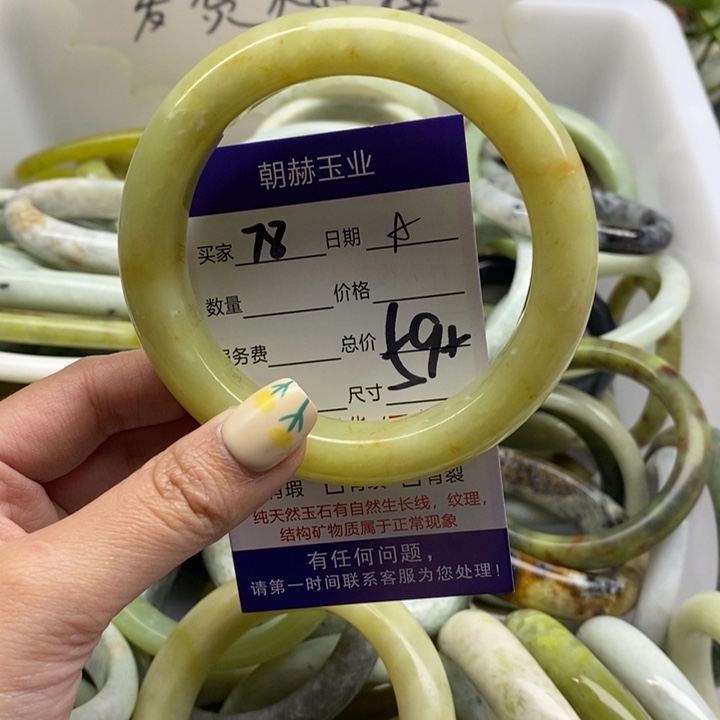 朝赫玉业
买家 78 日期 A
数量 价格
服务费 总价
尺寸 59+
有瑕 有裂
纯天然玉石有自然生长线，纹理，
结构矿物质属于正常现象
有任何问题，
请第一时间联系客服为您处理！